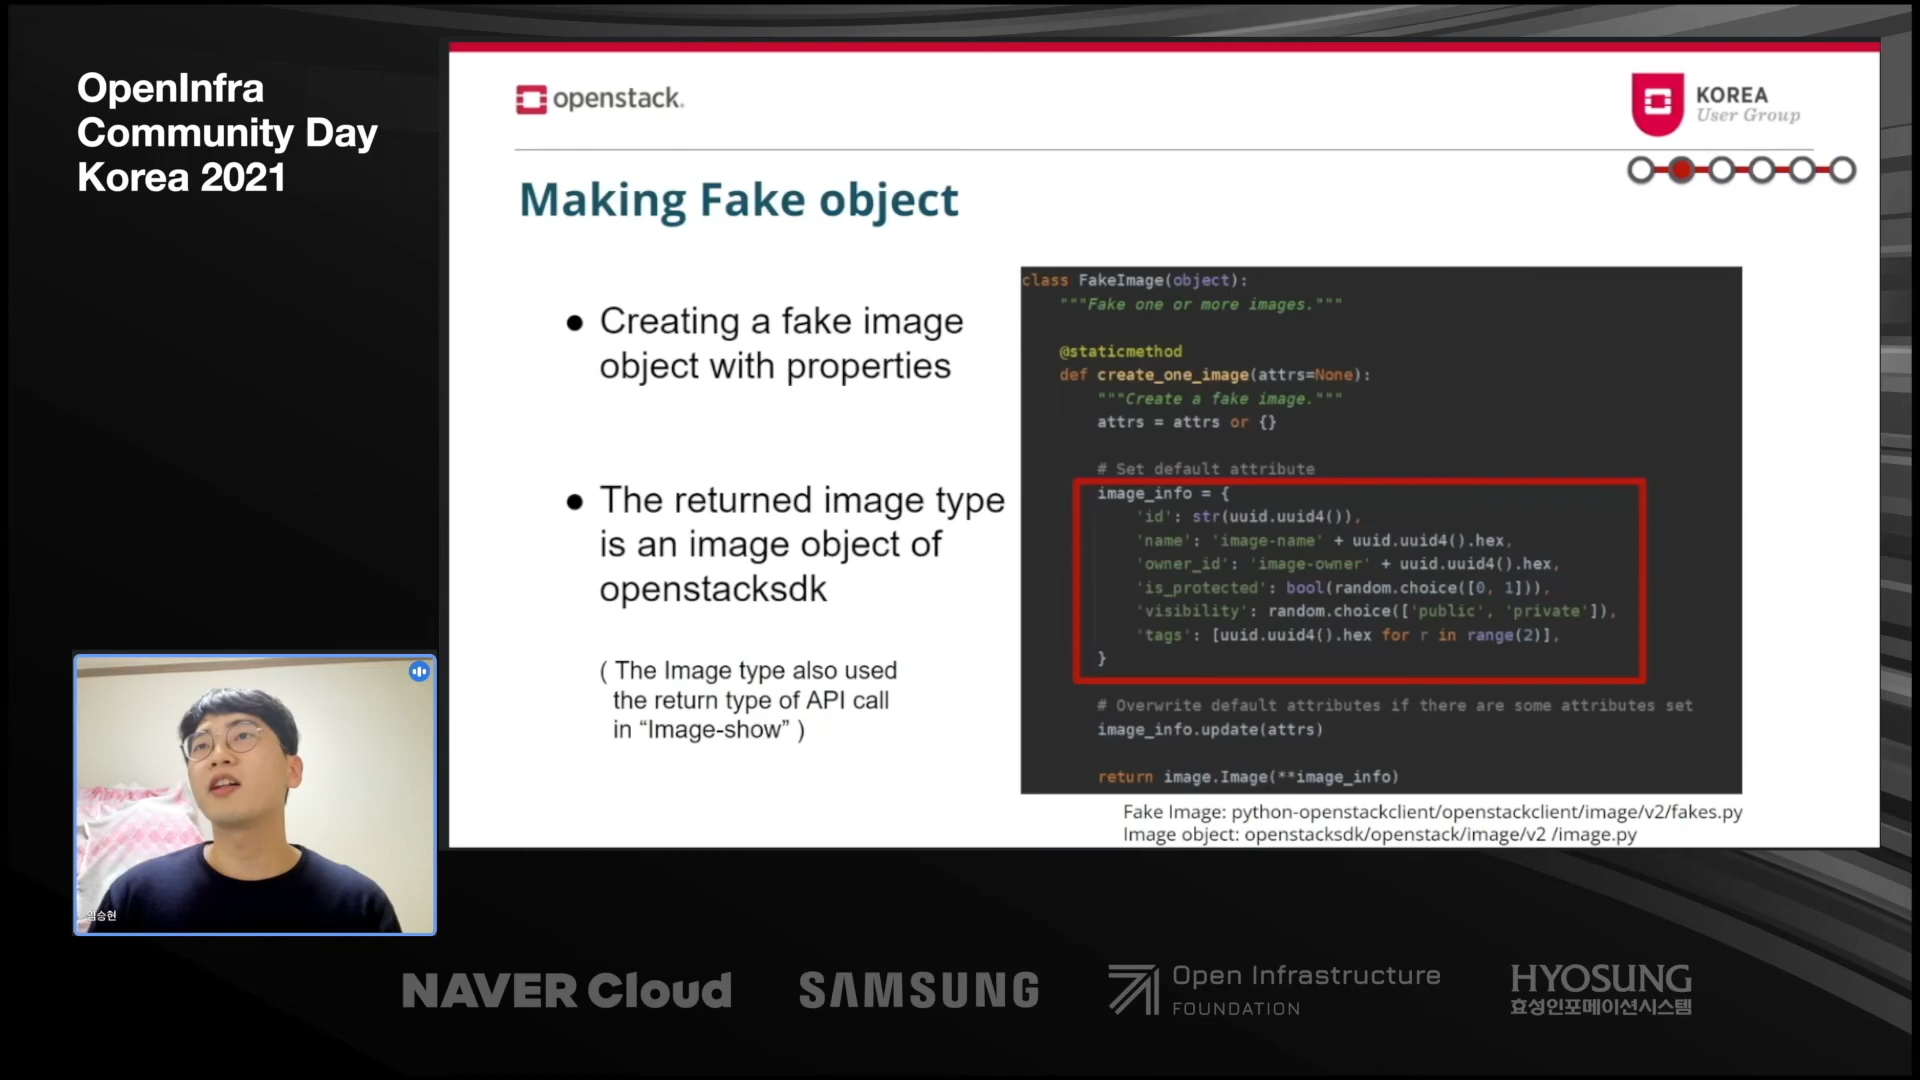 OpenInfra
Community Day
Korea 2021
openstack.
KOREA
User Group
Making Fake object
● Creating a fake image
object with properties
● The returned image type
is an image object of
openstacksdk
( The Image type also used
the return type of API call
in “Image-show” )
class FakeImage(object):
"""Fake one or more images."""
@staticmethod
def create_one_image(attrs=None):
"""Create a fake image."""
attrs = attrs or {}
# Set default attribute
image_info = {
'id': str(uuid.uuid4()),
'name': 'image-name' + uuid.uuid4().hex,
'owner_id': 'image-owner' + uuid.uuid4().hex,
'is_protected': bool(random.choice([0, 1])),
'visibility': random.choice(['public', 'private']),
'tags': [uuid.uuid4().hex for r in range(2)],
}
# Overwrite default attributes if there are some attributes set
image_info.update(attrs)
return image.Image(**image_info)
Fake Image: python-openstackclient/openstackclient/image/v2/fakes.py
Image object: openstacksdk/openstack/image/v2 /image.py
임승현
NAVER Cloud
SAMSUNG
Open Infrastructure
FOUNDATION
HYOSUNG
효성인포메이션시스템